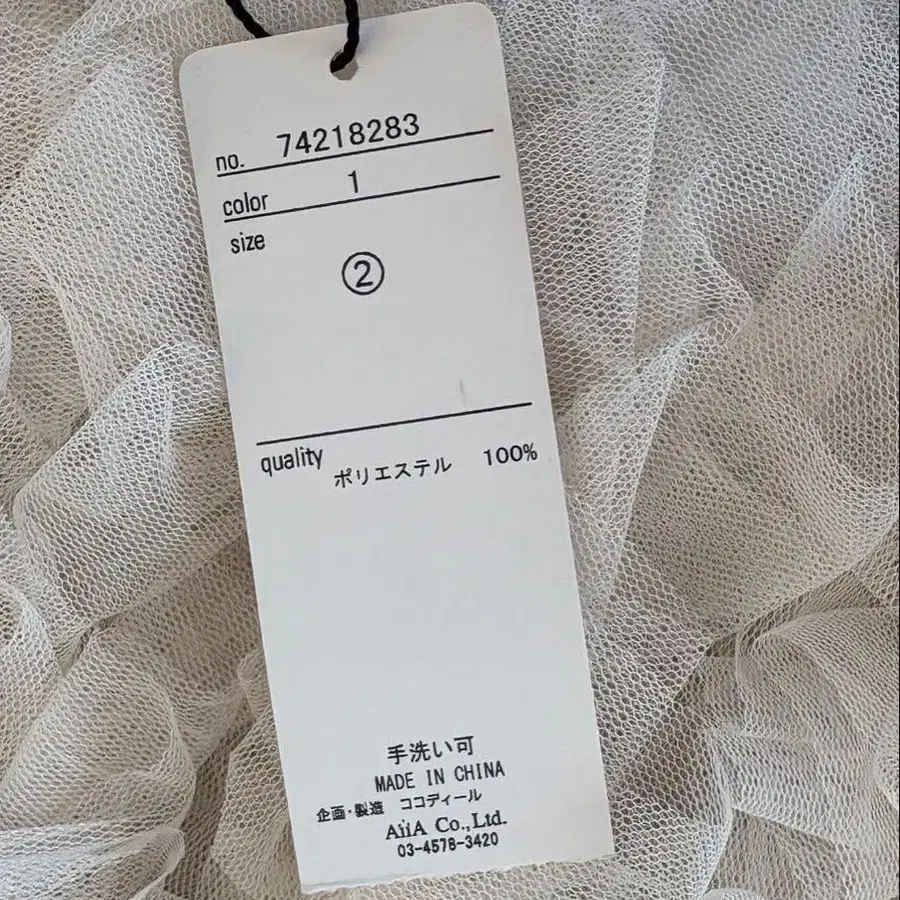 no. 74218283
color 1
size
②
quality
ポリエステル 100%
手洗い可
MADE IN CHINA
企画・製造 ココディール
AiiA Co.,Ltd.
03-4578-3420